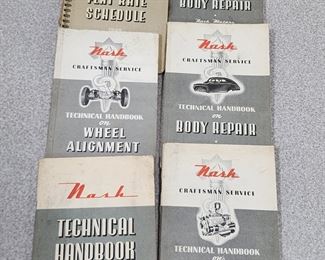 FLAT RATE
SCHEDULE
BODY REPAIR
Nash Motors
Nash
CRAFTSMAN SERVICE
TECHNICAL HANDBOOK
on
WHEEL
ALIGNMENT
Nash
CRAFTSMAN SERVICE
TECHNICAL HANDBOOK
on
BODY REPAIR
Nash
TECHNICAL
HANDBOOK
Nash
CRAFTSMAN SERVICE
TECHNICAL HANDBOOK
on